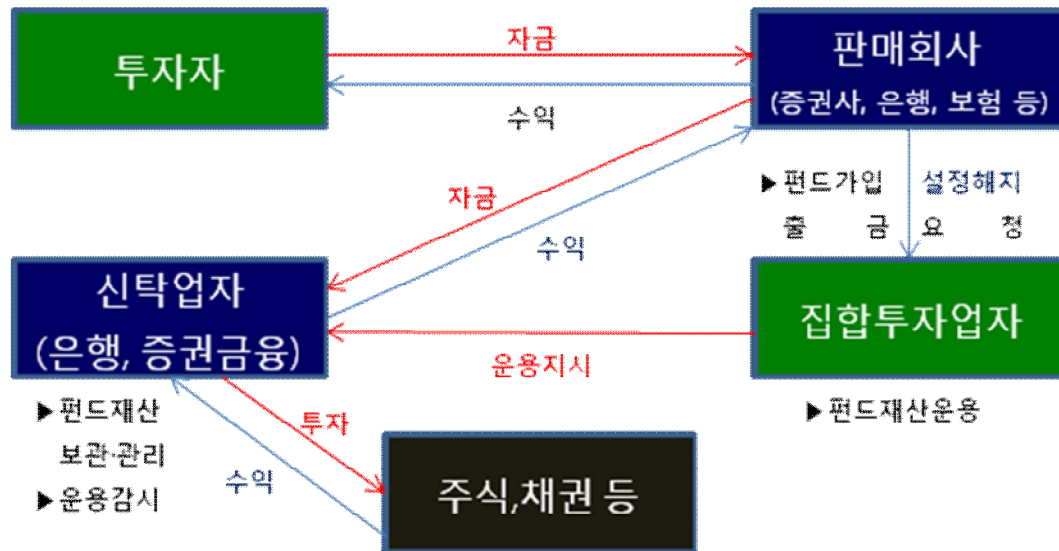 투자자
자금
수익
판매회사
(증권사, 은행, 보험 등)
자금
수익
▶펀드가입 설정해지
출 금 요 청
신탁업자
(은행, 증권금융)
운용지시
집합투자업자
▶펀드재산
보관·관리
▶운용감시
투자
수익
▶펀드재산운용
주식,채권 등